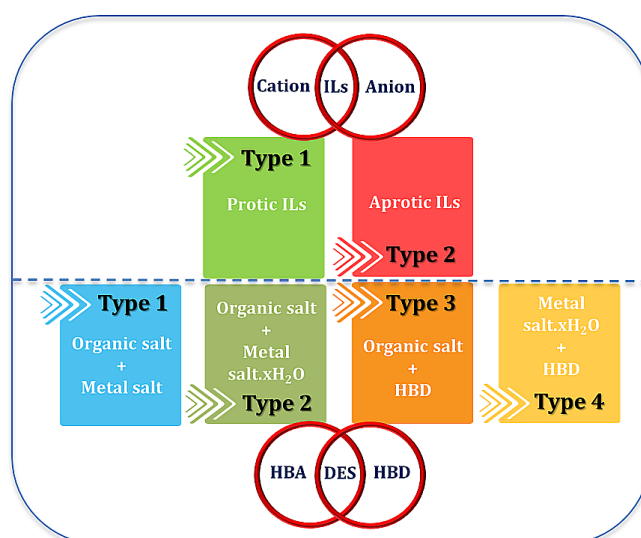 Cation ILs Anion
Type 1
Protic ILs
Aprotic ILs
Type 2
Type 1
Organic salt
+
Metal salt
Organic salt
+
Metal
salt.xH₂O
Type 2
Type 3
Organic salt
+
HBD
Metal
salt.xH₂O
+
HBD
Type 4
HBA DES HBD